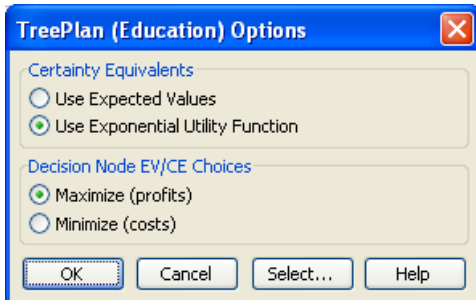 TreePlan (Education) Options
Certainty Equivalents
Use Expected Values
Use Exponential Utility Function
Decision Node EV/CE Choices
Maximize (profits)
Minimize (costs)
OK Cancel Select... Help